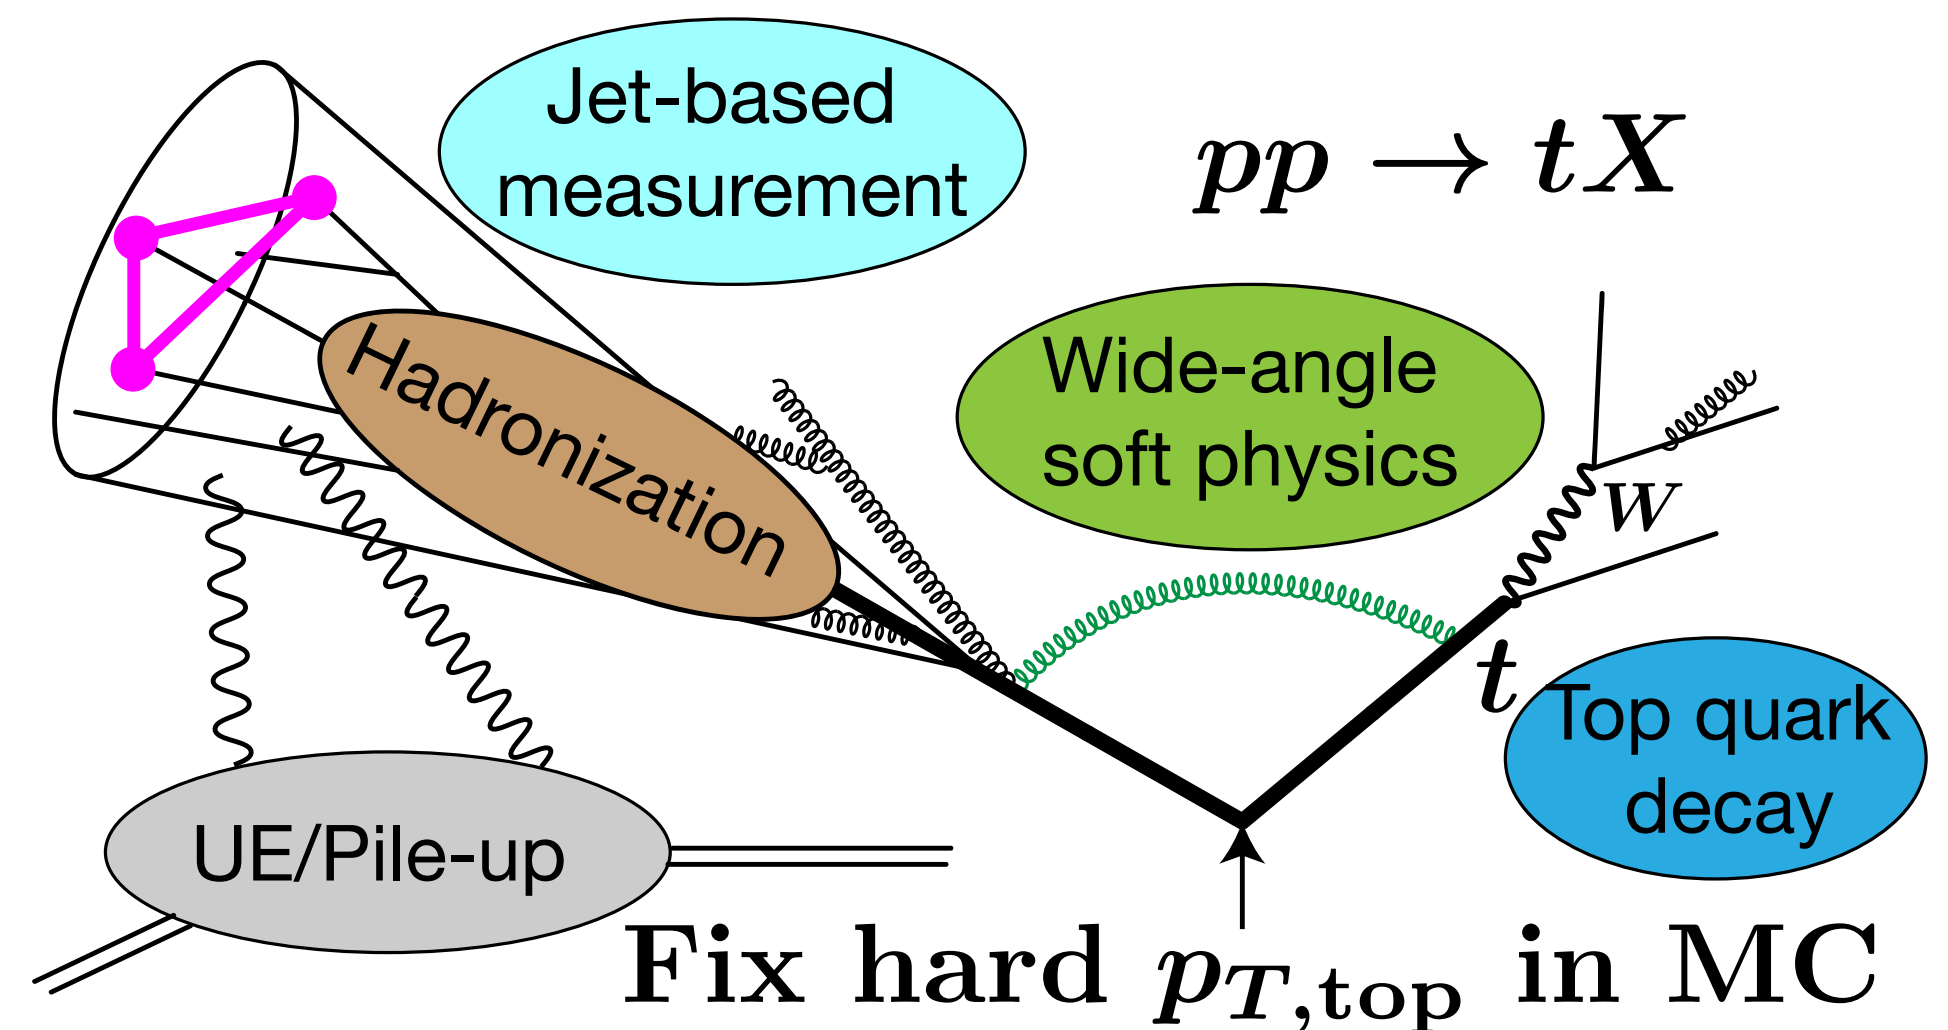 Jet-based
measurement
pp → tX
Hadronization
Wide-angle
soft physics
W
t
Top quark
decay
UE/Pile-up
Fix hard p_{T,top} in MC